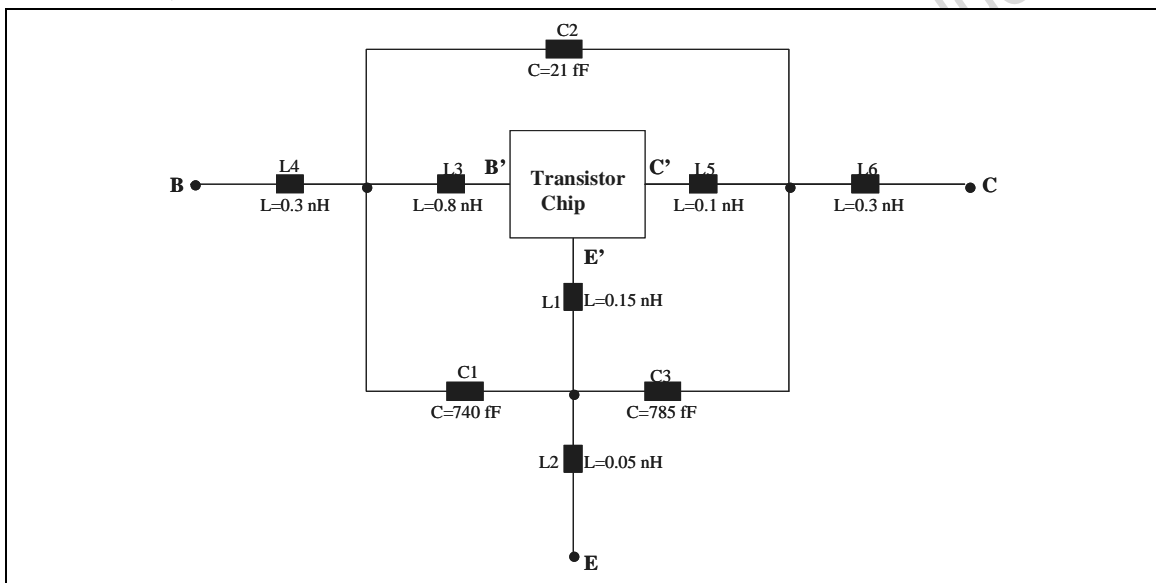 C2
C=21 fF
L4
L3
B'
Transistor
Chip
C'
L5
L6
B
C
L=0.3 nH
L=0.8 nH
L=0.1 nH
L=0.3 nH
E'
L1
L=0.15 nH
C1
C3
C=740 fF
C=785 fF
L2
L=0.05 nH
E